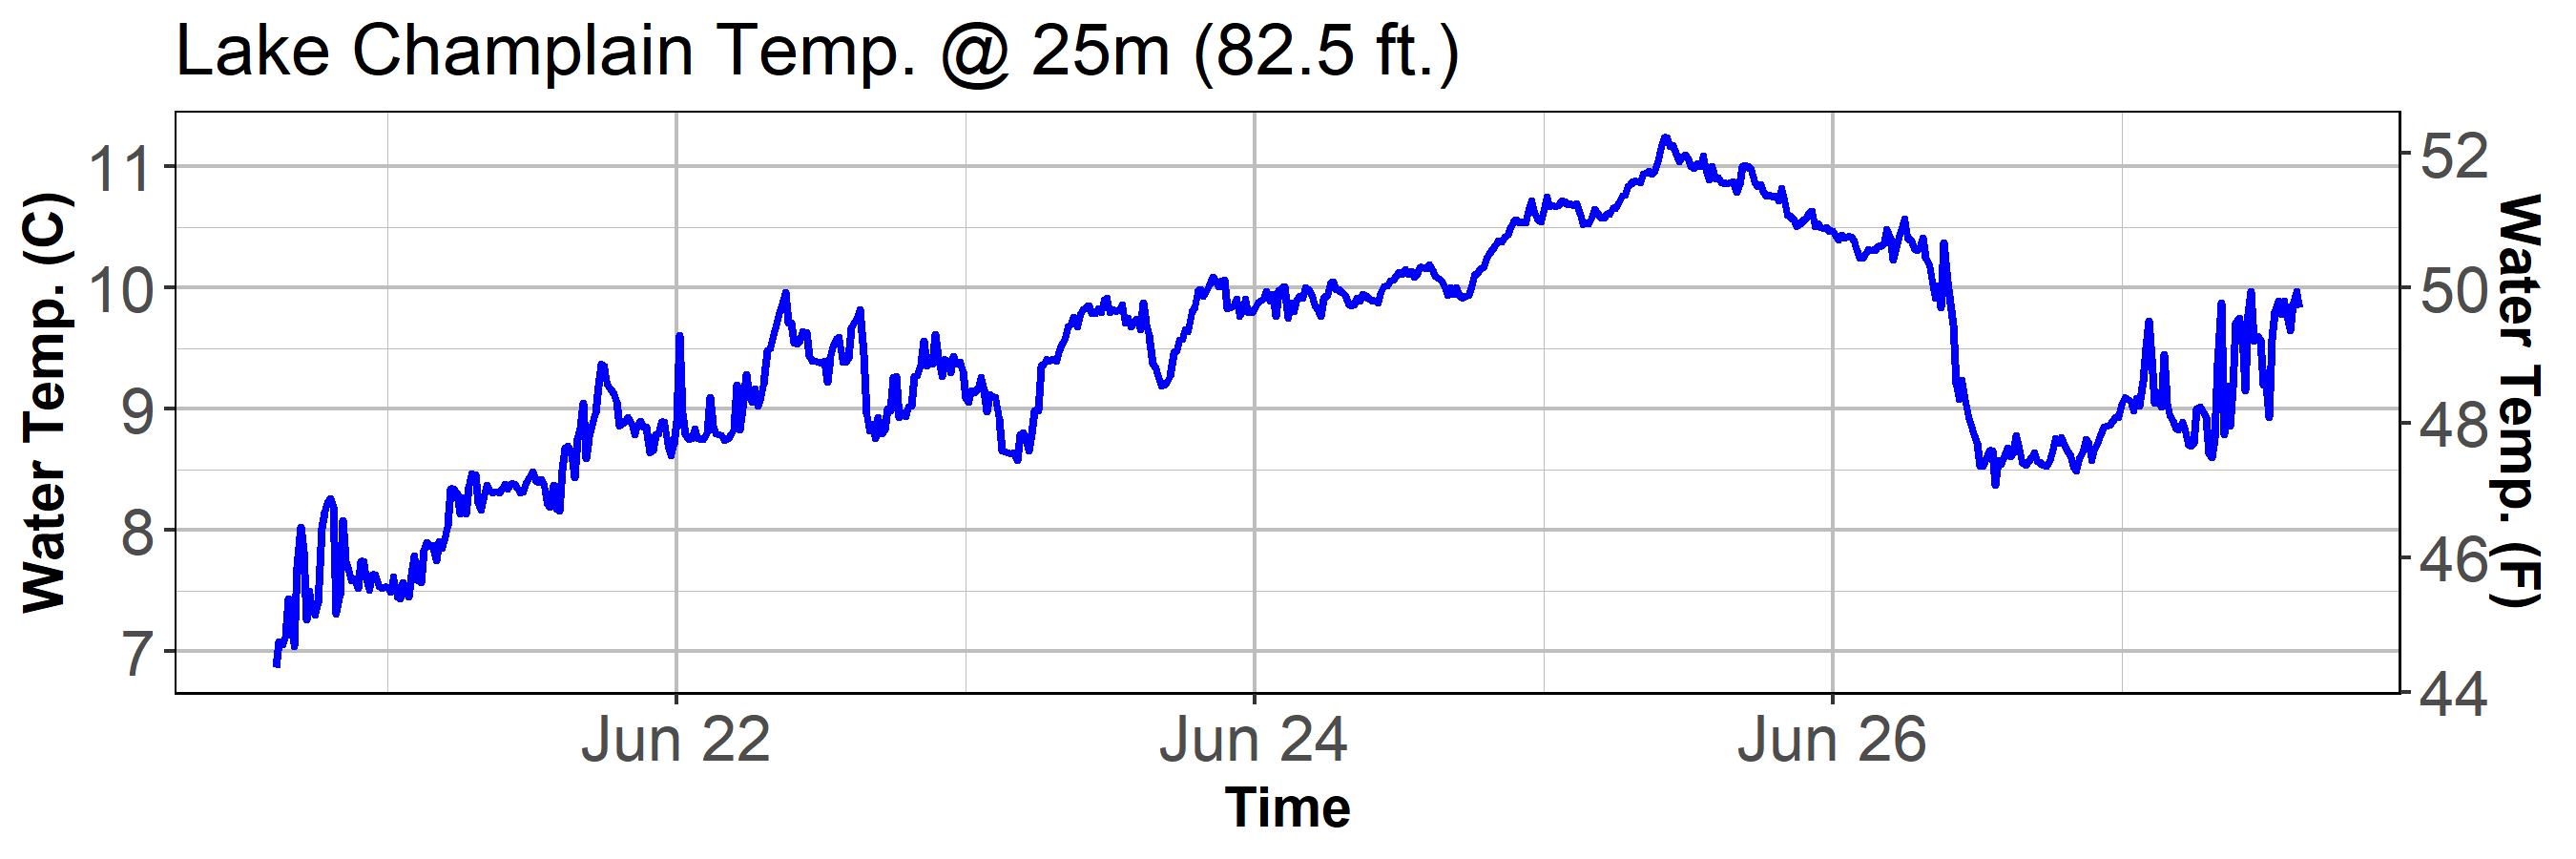 Lake Champlain Temp. @ 25m (82.5 ft.)
Water Temp. (C)
11
10
9
8
7
52
50
48
46
44
Water Temp. (F)
Jun 22
Jun 24
Jun 26
Time